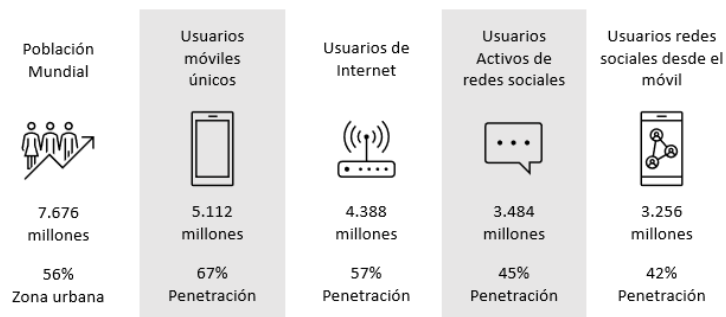 Población
Mundial
7.676
millones
56%
Zona urbana
Usuarios
móviles
únicos
5.112
millones
67%
Penetración
Usuarios de
Internet
4.388
millones
57%
Penetración
Usuarios
Activos de
redes sociales
3.484
millones
45%
Penetración
Usuarios redes
sociales desde el
móvil
3.256
millones
42%
Penetración